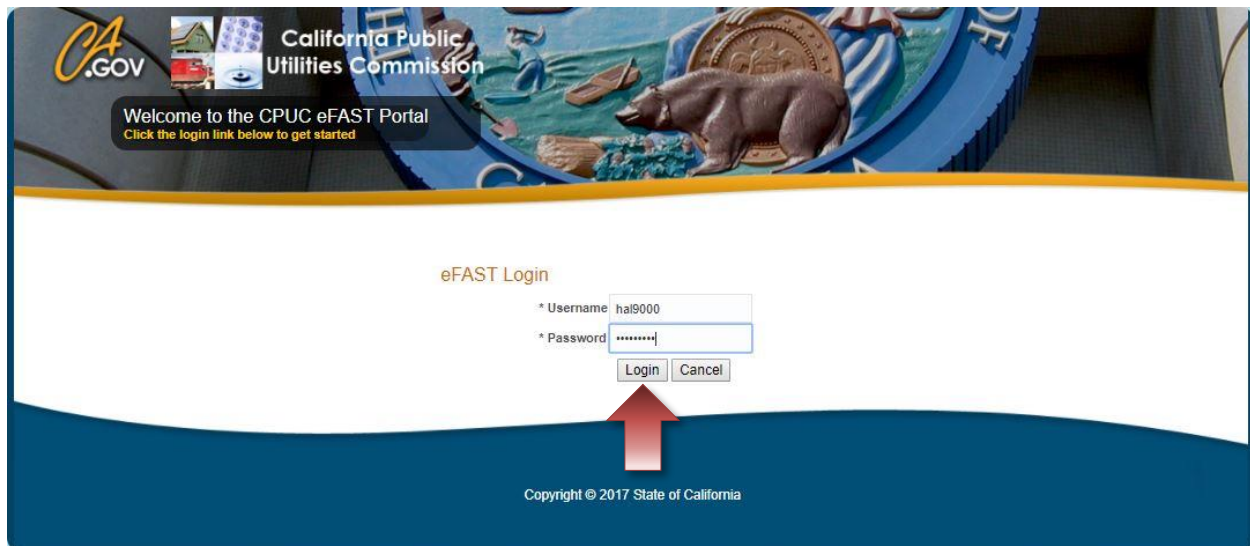 CA
.GOV
California Public
Utilities Commission
Welcome to the CPUC eFAST Portal
Click the login link below to get started
eFAST Login
* Username hal9000
* Password •••••••••
Login Cancel
Copyright © 2017 State of California